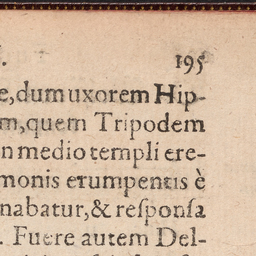 . 195
e, dum uxorem Hip-
m, quem Tripodem
n medio templi ere-
monis erumpentis è
nabatur, & reſponſa
. Fuere autem Del-